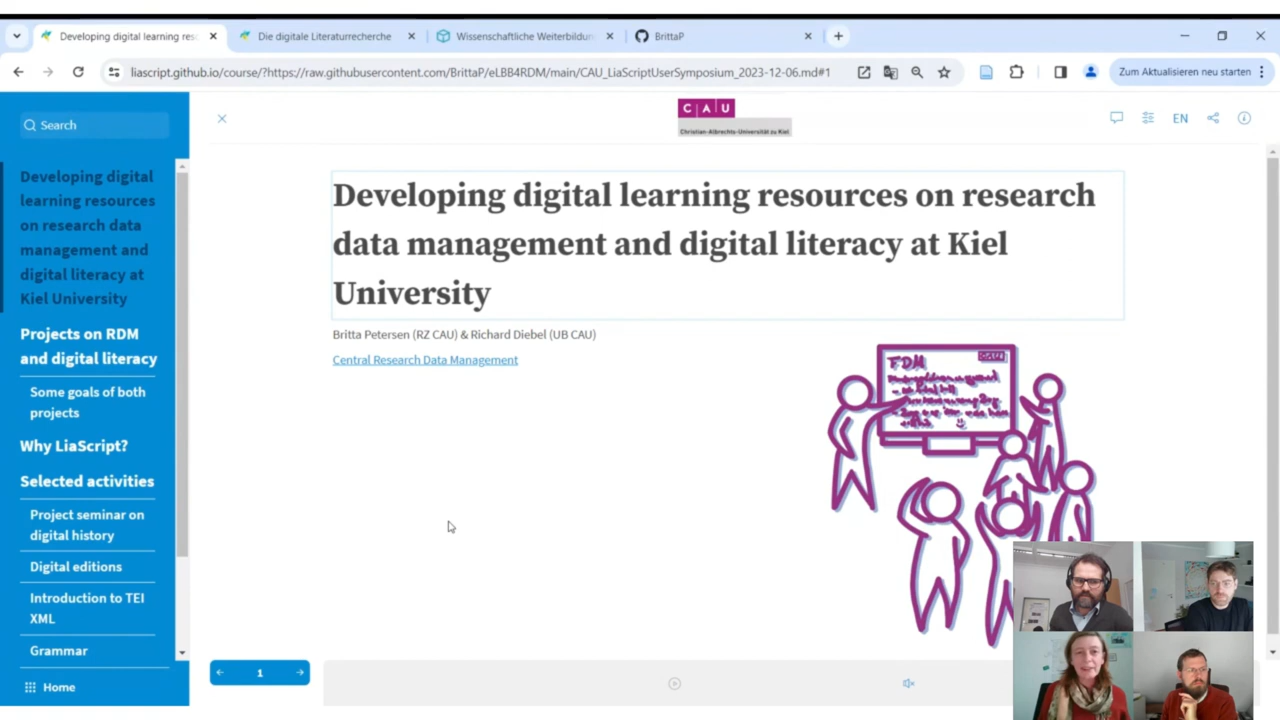 Developing digital learning res
Die digitale Literaturrecherche
Wissenschaftliche Weiterbildun
BrittaP
liascript.github.io/course/?https://raw.githubusercontent.com/BrittaP/eLBB4RDM/main/CAU_LiaScriptUserSymposium_2023-12-06.md#1
Zum Aktualisieren neu starten
Search
CAU
Christian-Albrechts-Universität zu Kiel
EN
Developing digital
learning resources
on research data
management and
digital literacy at
Kiel University
Projects on RDM
and digital literacy
Some goals of both
projects
Why LiaScript?
Selected activities
Project seminar on
digital history
Digital editions
Introduction to TEI
XML
Grammar
Home
Developing digital learning resources on research
data management and digital literacy at Kiel
University
Britta Petersen (RZ CAU) & Richard Diebel (UB CAU)
Central Research Data Management
FDM
CAU
1